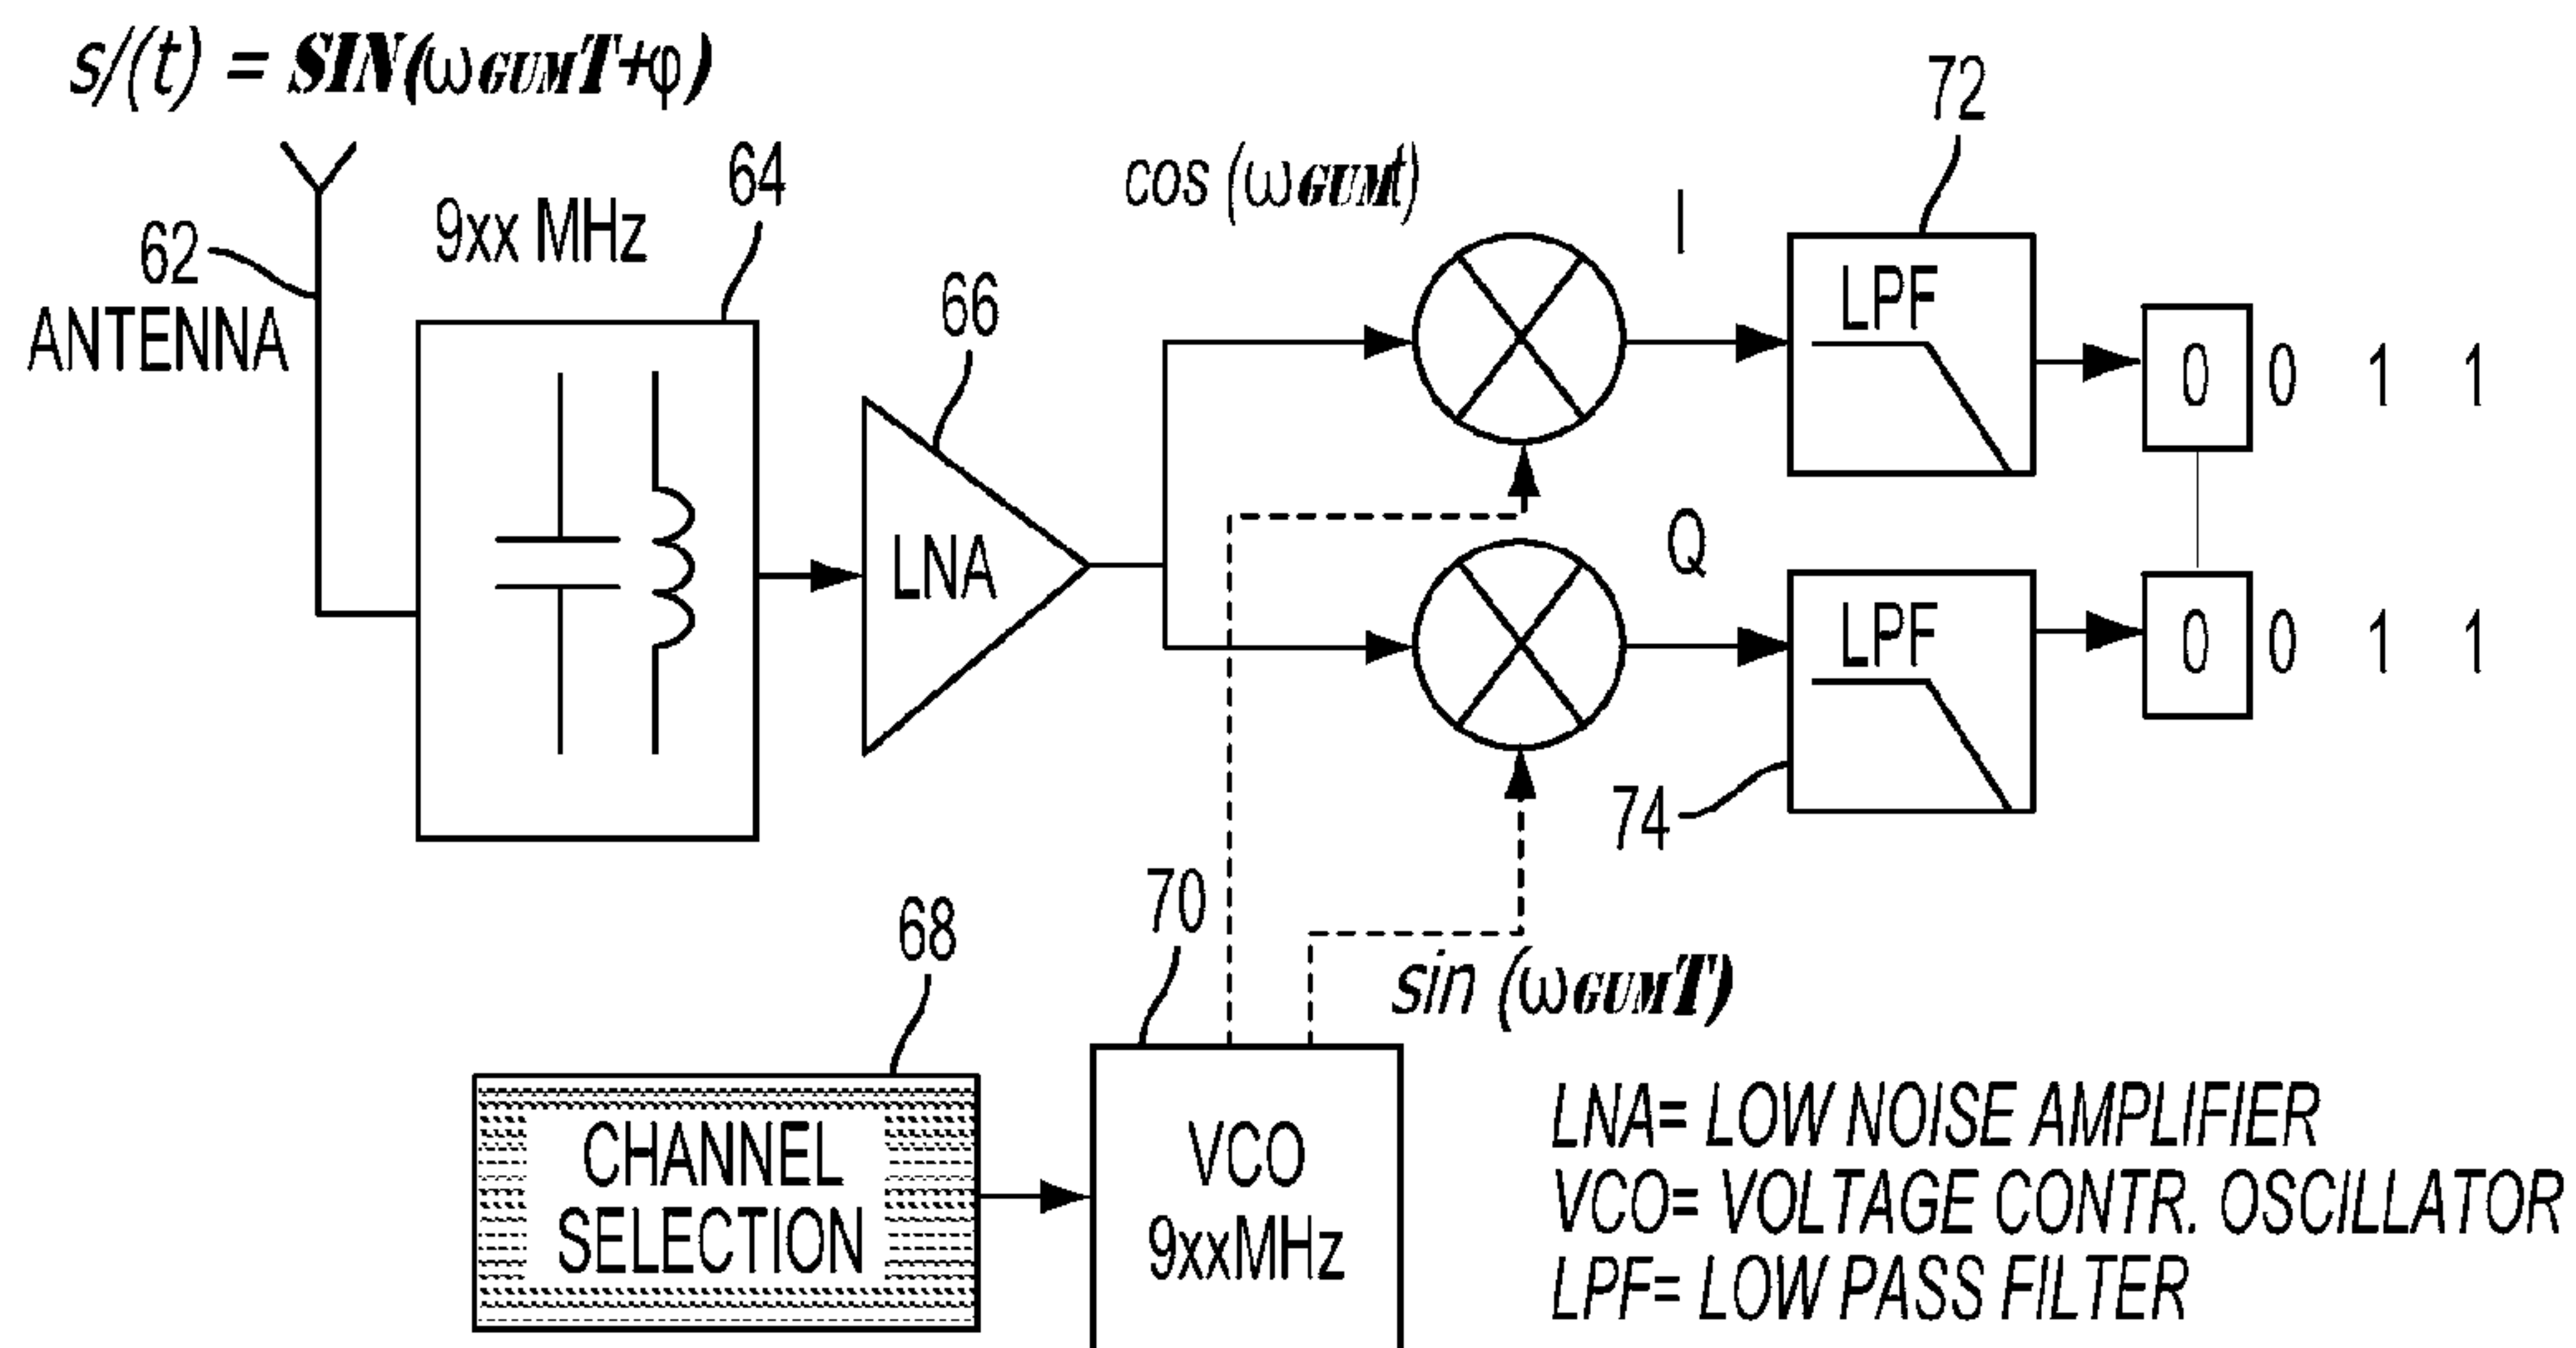 s/(t) = SIN(ωGUMT+φ)
72
64
cos (ωGUMt)
I
9xx MHz
62
ANTENNA
66
LPF
0 0 1 1
LNA
Q
LPF
0 0 1 1
74
70
68
sin (ωGUMT)
CHANNEL
SELECTION
VCO
9xxMHz
LNA= LOW NOISE AMPLIFIER
VCO= VOLTAGE CONTR. OSCILLATOR
LPF= LOW PASS FILTER